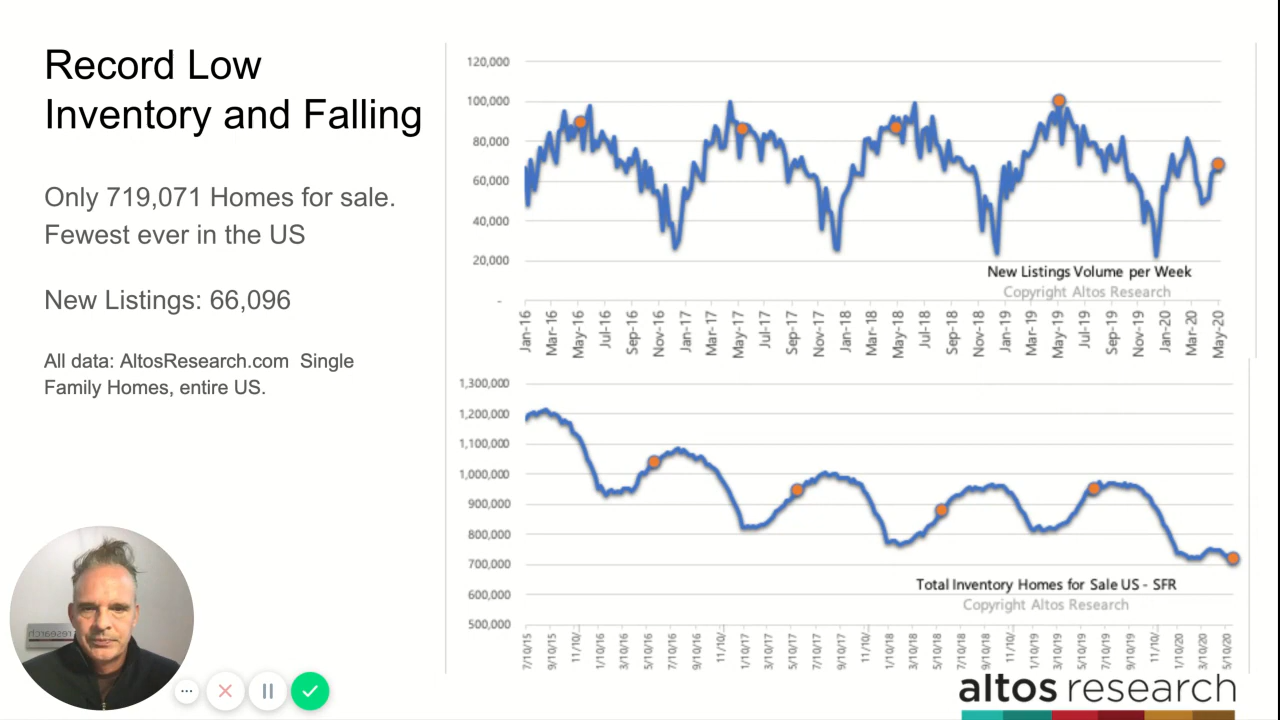 Record Low
Inventory and Falling
Only 719,071 Homes for sale.
Fewest ever in the US
New Listings: 66,096
All data: AltosResearch.com Single
Family Homes, entire US.
120,000
100,000
80,000
60,000
40,000
20,000
-
New Listings Volume per Week
Copyright Altos Research
Jan-16
Mar-16
May-16
Jul-16
Sep-16
Nov-16
Jan-17
Mar-17
May-17
Jul-17
Sep-17
Nov-17
Jan-18
Mar-18
May-18
Jul-18
Sep-18
Nov-18
Jan-19
Mar-19
May-19
Jul-19
Sep-19
Nov-19
Jan-20
Mar-20
May-20
1,300,000
1,200,000
1,100,000
1,000,000
900,000
800,000
700,000
600,000
500,000
Total Inventory Homes for Sale US - SFR
Copyright Altos Research
7/10/15
9/10/15
11/10/
1/10/16
3/10/16
5/10/16
7/10/16
9/10/16
11/10/
1/10/17
3/10/17
5/10/17
7/10/17
9/10/17
11/10/
1/10/18
3/10/18
5/10/18
7/10/18
9/10/18
11/10/
1/10/19
3/10/19
5/10/19
7/10/19
9/10/19
11/10/
1/10/20
3/10/20
5/10/20
altos research